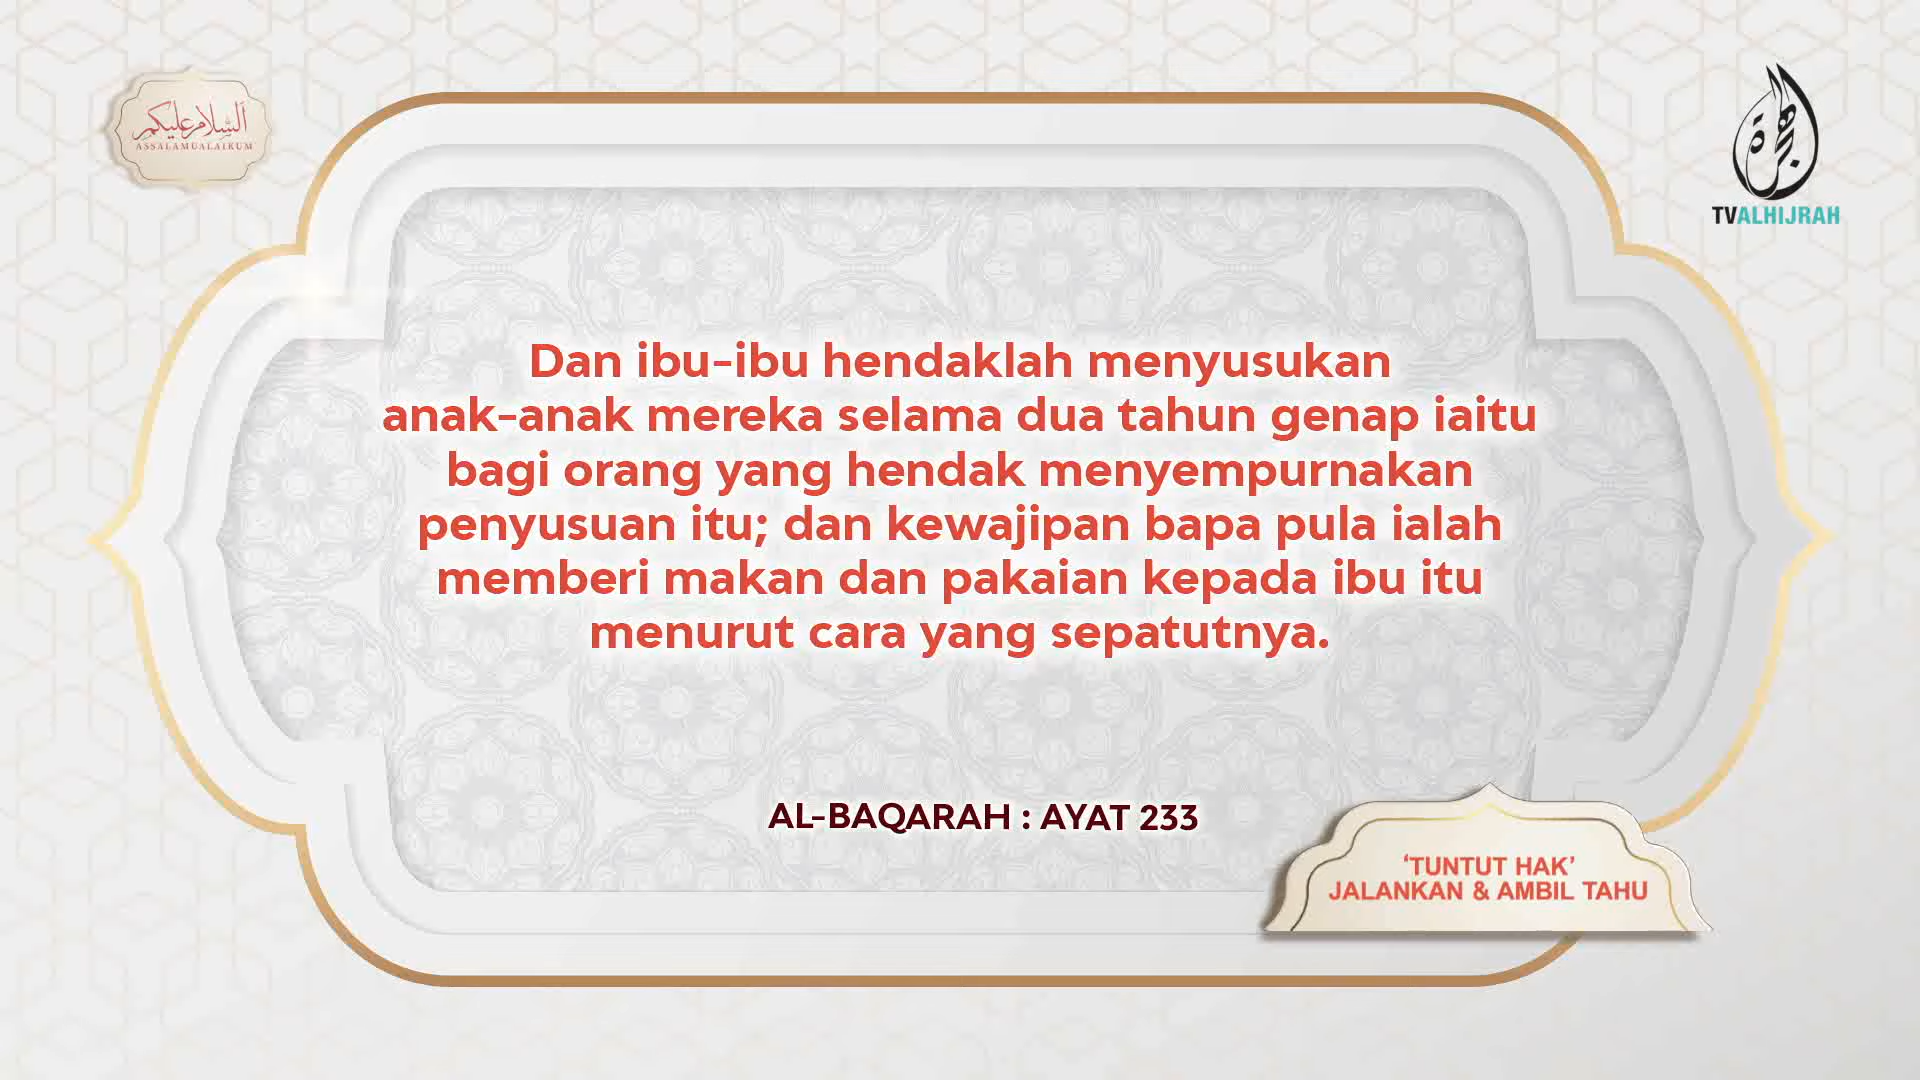 السلام عليكم
ASSALAMUALAIKUM
الهجرة
TVALHIJRAH
Dan ibu-ibu hendaklah menyusukan
anak-anak mereka selama dua tahun genap iaitu
bagi orang yang hendak menyempurnakan
penyusuan itu; dan kewajipan bapa pula ialah
memberi makan dan pakaian kepada ibu itu
menurut cara yang sepatutnya.
AL-BAQARAH : AYAT 233
‘TUNTUT HAK’
JALANKAN & AMBIL TAHU